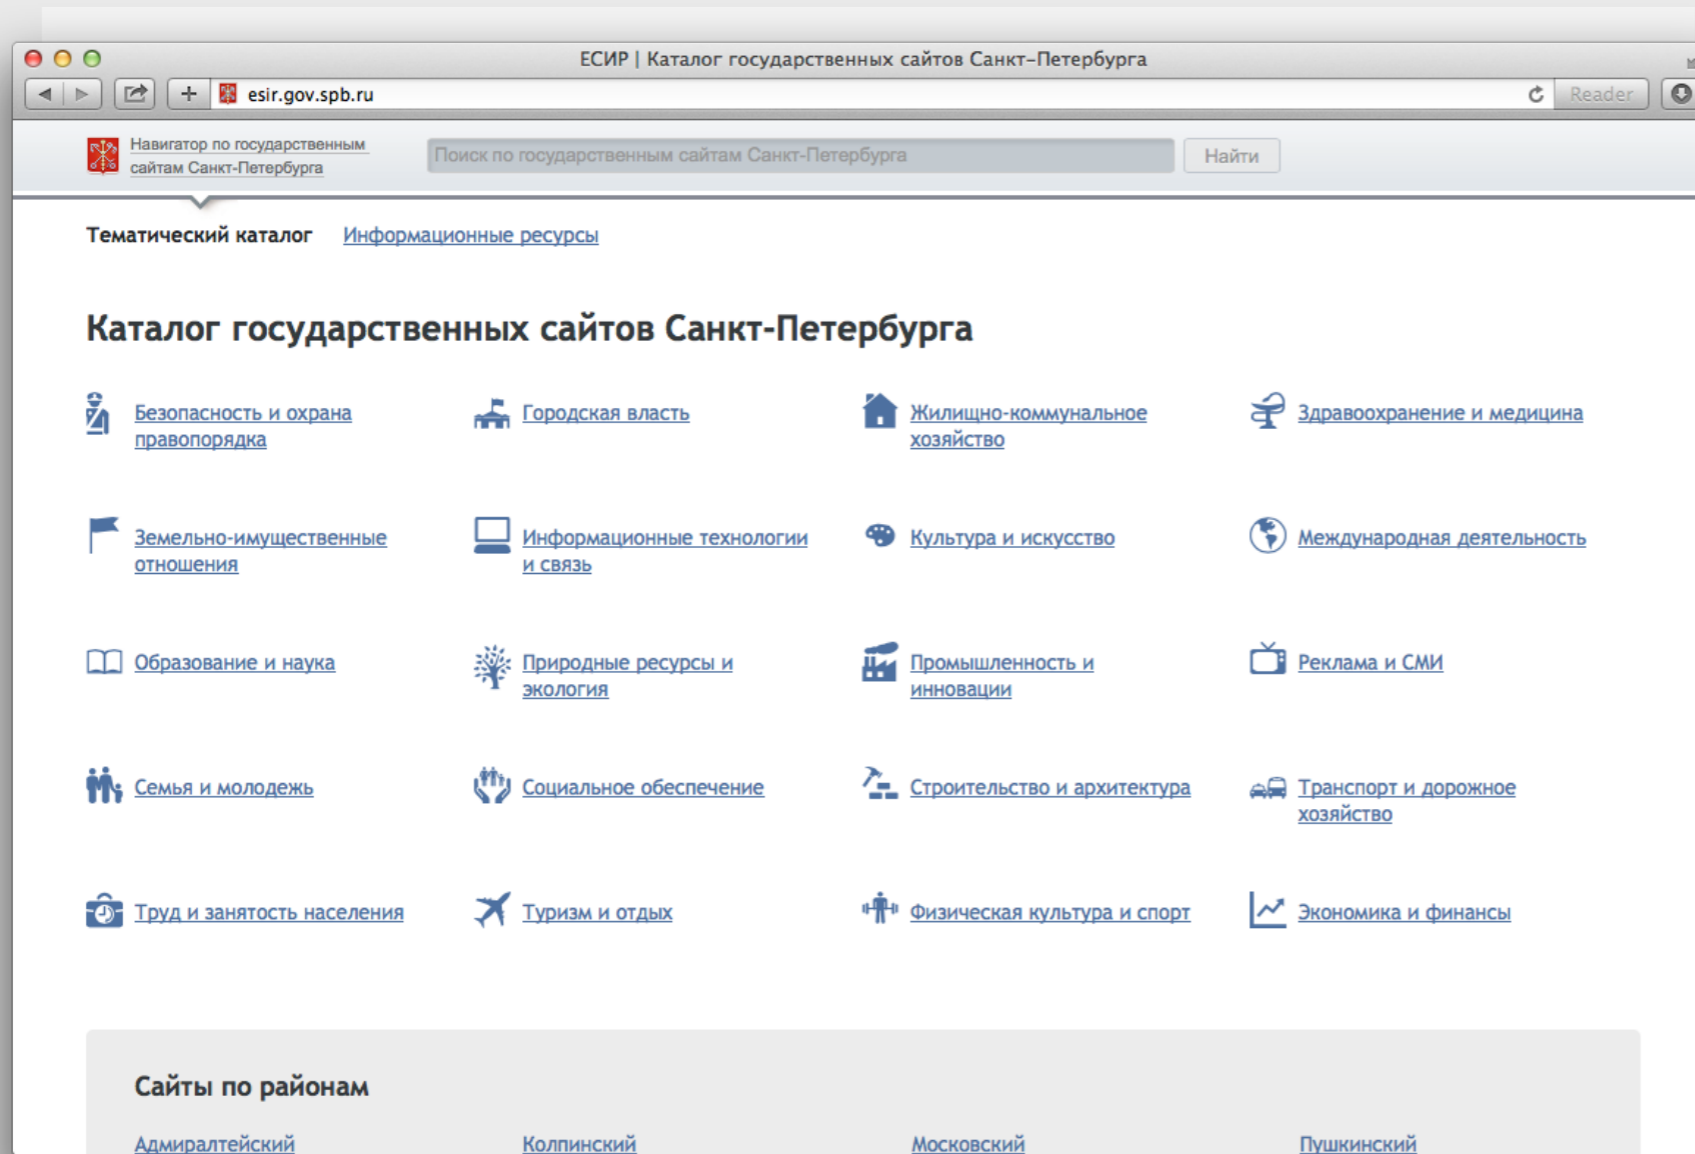 ЕСИР | Каталог государственных сайтов Санкт-Петербурга
esir.gov.spb.ru
Reader
Навигатор по государственным
сайтам Санкт-Петербурга
Поиск по государственным сайтам Санкт-Петербурга
Найти
Тематический каталог Информационные ресурсы
Каталог государственных сайтов Санкт-Петербурга
Безопасность и охрана
правопорядка
Городская власть
Жилищно-коммунальное
хозяйство
Здравоохранение и медицина
Земельно-имущественные
отношения
Информационные технологии
и связь
Культура и искусство
Международная деятельность
Образование и наука
Природные ресурсы и
экология
Промышленность и
инновации
Реклама и СМИ
Семья и молодежь
Социальное обеспечение
Строительство и архитектура
Транспорт и дорожное
хозяйство
Труд и занятость населения
Туризм и отдых
Физическая культура и спорт
Экономика и финансы
Сайты по районам
Адмиралтейский
Колпинский
Московский
Пушкинский